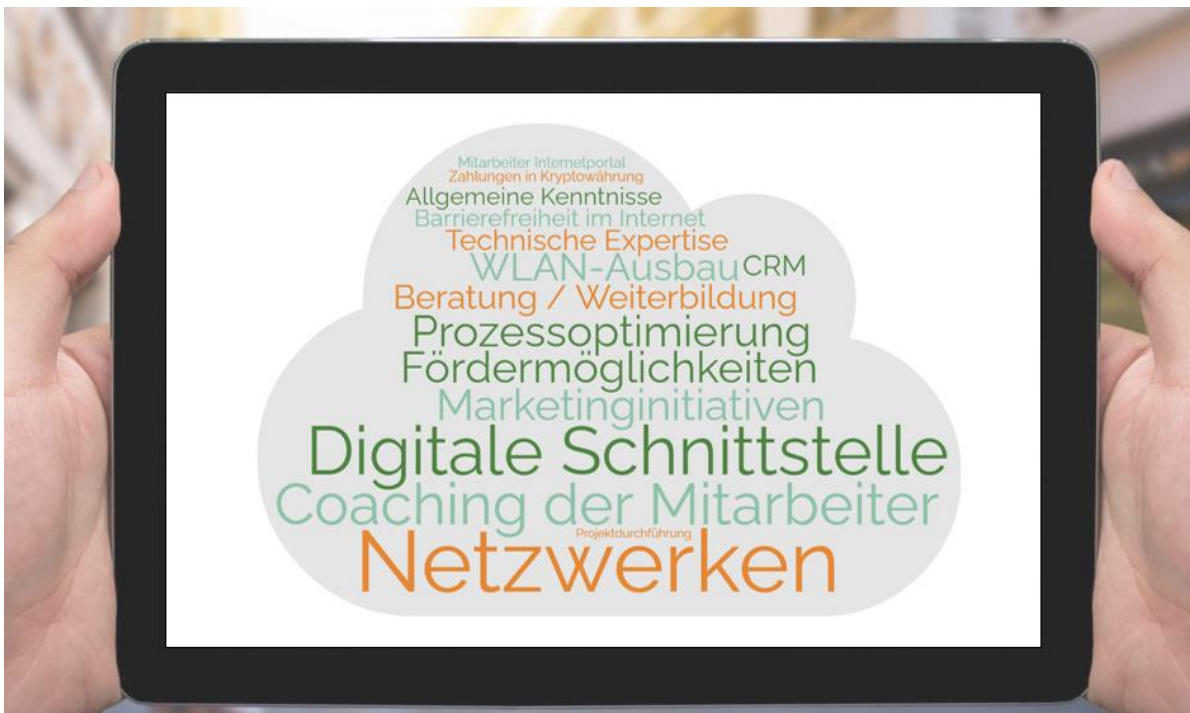 Mitarbeiter Internetportal
Zahlungen in Kryptowährung
Allgemeine Kenntnisse
Barrierefreiheit im Internet
Technische Expertise
WLAN-Ausbau CRM
Beratung / Weiterbildung
Prozessoptimierung
Fördermöglichkeiten
Marketinginitiativen
Digitale Schnittstelle
Coaching der Mitarbeiter
Projektdurchführung
Netzwerken